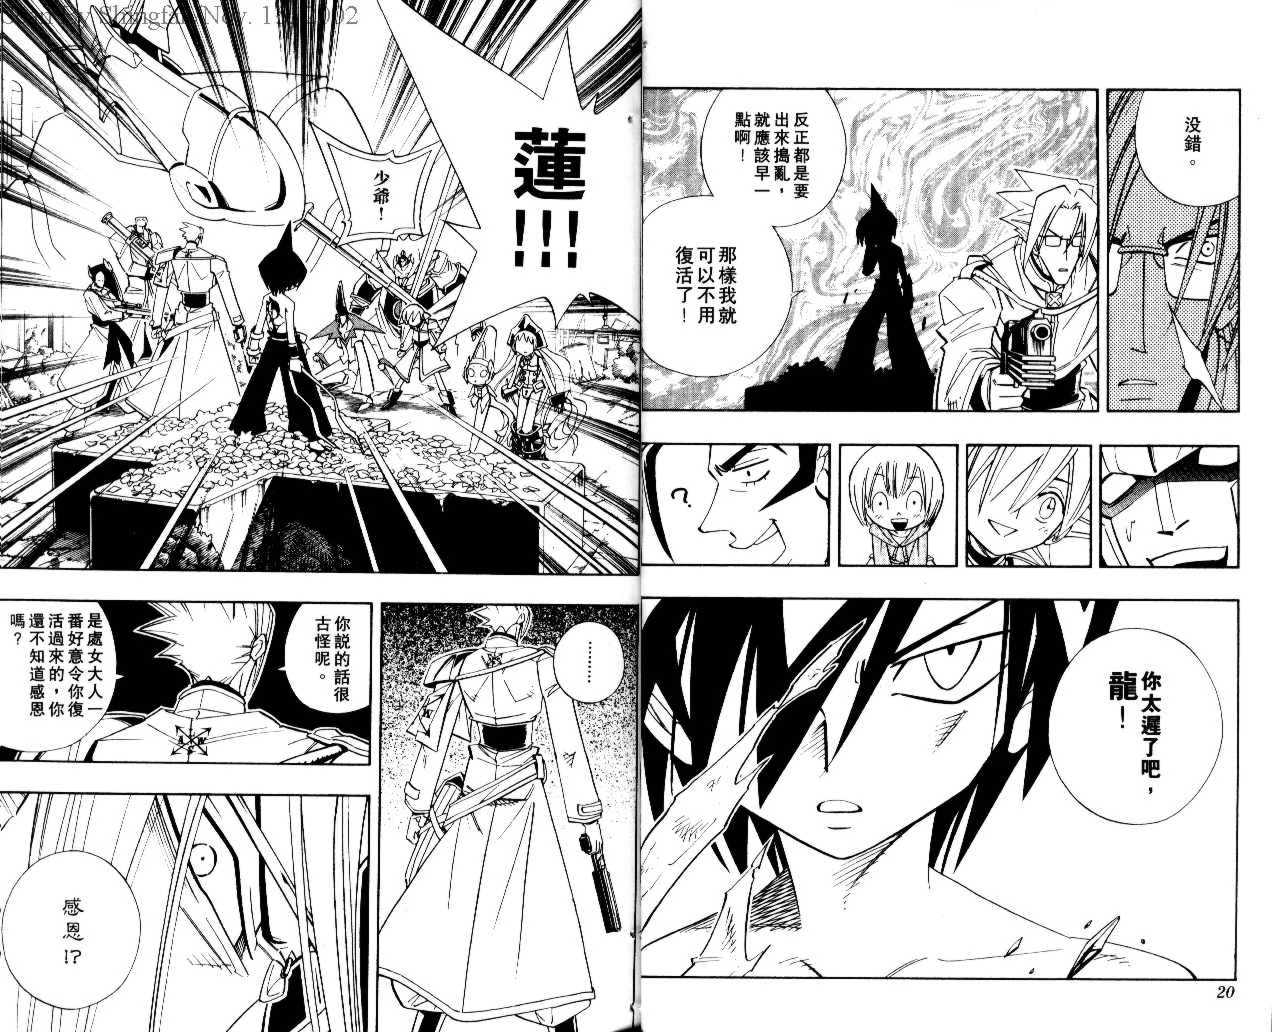 没錯。
反正都是要
出來搗亂，
就應該早一
點啊！
那樣我就
可以不用
復活了！
?
你太遲了吧，
龍！
20
蓮!!!
少爺！
………
你説的話很
古怪呢。
是處女大人一
番好意令你復
活過來的，你
還不知道感恩
嗎？
感
恩
!?